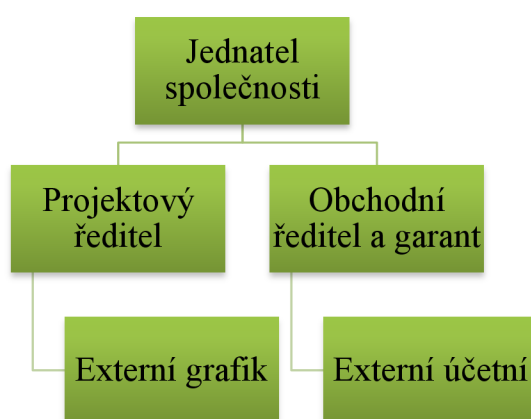 Jednatel
společnosti
Projektový
ředitel
Obchodní
ředitel a garant
Externí grafik
Externí účetní